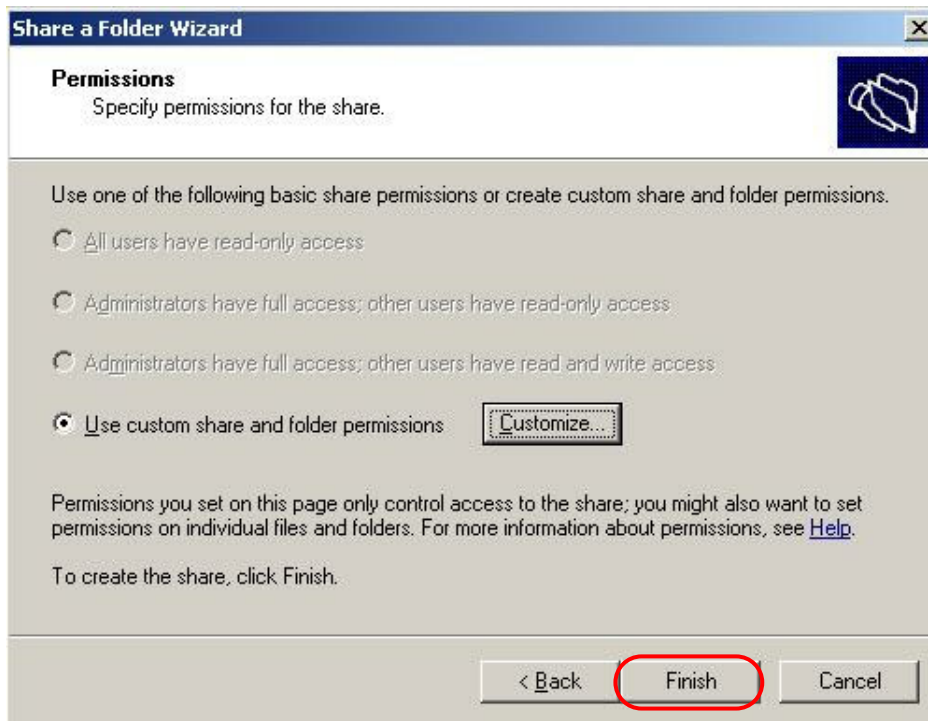 Share a Folder Wizard
Permissions
Specify permissions for the share.
Use one of the following basic share permissions or create custom share and folder permissions.
All users have read-only access
Administrators have full access; other users have read-only access
Administrators have full access; other users have read and write access
Use custom share and folder permissions
Customize...
Permissions you set on this page only control access to the share; you might also want to set
permissions on individual files and folders. For more information about permissions, see Help.
To create the share, click Finish.
< Back
Finish
Cancel